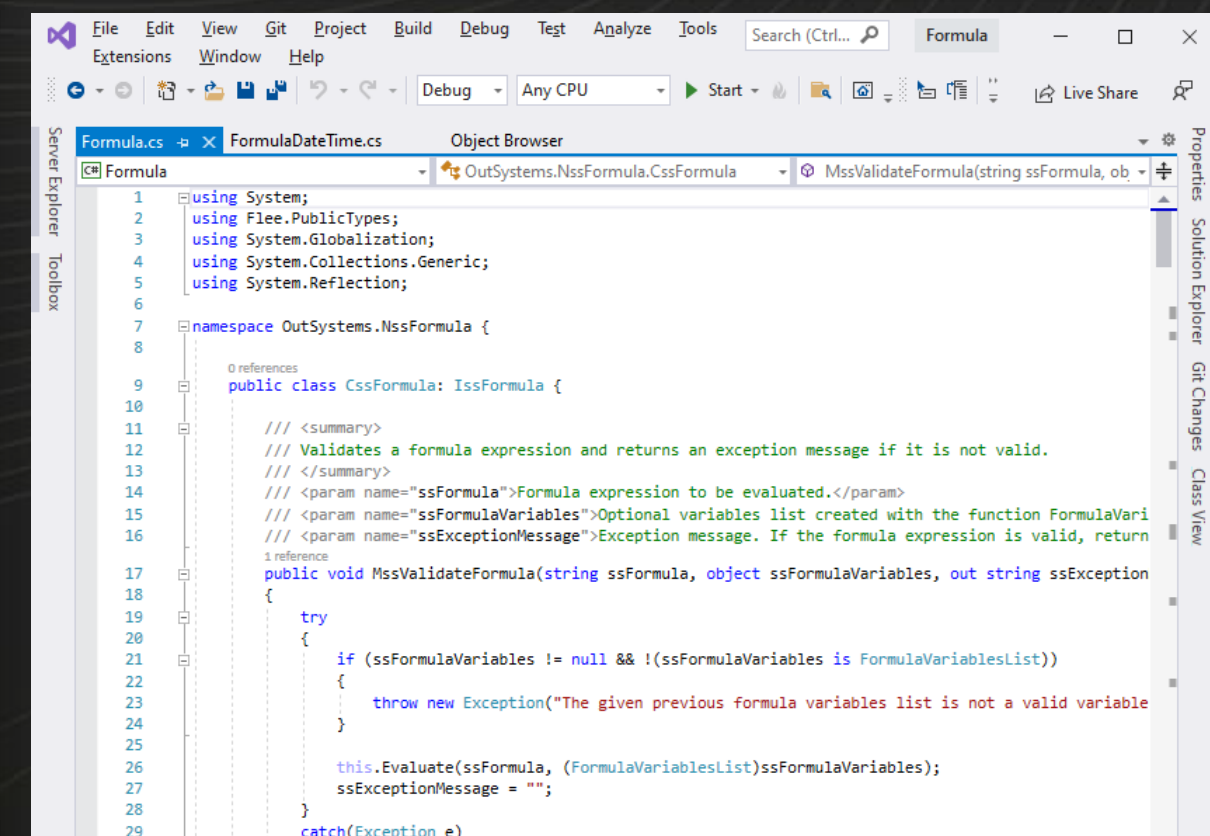 File Edit View Git Project Build Debug Test Analyze Tools Search (Ctrl... Formula
Extensions Window Help
Debug Any CPU Start Live Share
Server Explorer
Toolbox
Formula.cs FormulaDateTime.cs Object Browser
C# Formula OutSystems.NssFormula.CssFormula MssValidateFormula(string ssFormula, ob
1 using System;
2 using Flee.PublicTypes;
3 using System.Globalization;
4 using System.Collections.Generic;
5 using System.Reflection;
6
7 namespace OutSystems.NssFormula {
8
0 references
9 public class CssFormula: IssFormula {
10
11 /// <summary>
12 /// Validates a formula expression and returns an exception message if it is not valid.
13 /// </summary>
14 /// <param name="ssFormula">Formula expression to be evaluated.</param>
15 /// <param name="ssFormulaVariables">Optional variables list created with the function FormulaVari
16 /// <param name="ssExceptionMessage">Exception message. If the formula expression is valid, return
1 reference
17 public void MssValidateFormula(string ssFormula, object ssFormulaVariables, out string ssException
18 {
19 try
20 {
21 if (ssFormulaVariables != null && !(ssFormulaVariables is FormulaVariablesList))
22 {
23 throw new Exception("The given previous formula variables list is not a valid variable
24 }
25
26 this.Evaluate(ssFormula, (FormulaVariablesList)ssFormulaVariables);
27 ssExceptionMessage = "";
28 }
29 catch(Exception e)
Properties
Solution Explorer
Git Changes
Class View